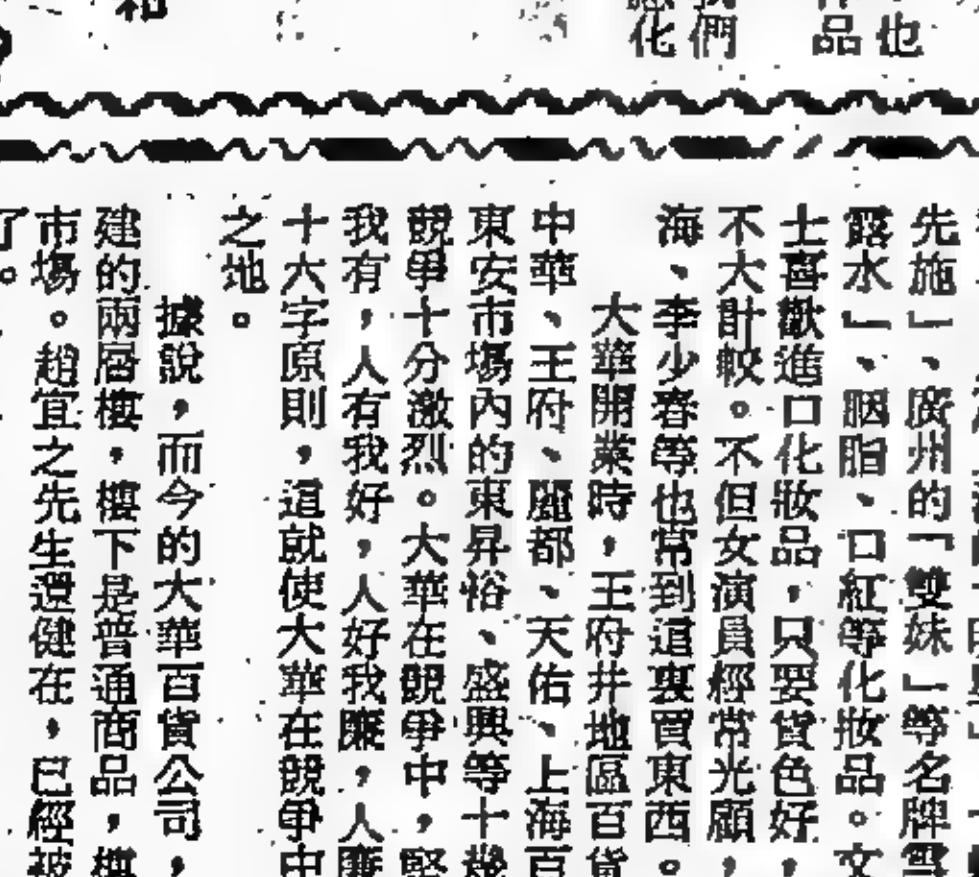 也
作品
我們
感化
和
先施」、廣州的「雙妹」等名牌雪
露水」、胭脂、口紅等化妝品。文
士喜歡進口化妝品，只要貨色好，
不大計較。不但女演員經常光顧，
海、李少春等也常到這裏買東西。
大華開業時，王府井地區百貨
中華、王府、麗都、天佑、上海百
東安市場內的東昇裕、盛興等十幾
競爭十分激烈。大華在競爭中，堅
我有，人有我好，人好我廉，人廉
十六字原則，這就使大華在競爭中
之地。
據說，而今的大華百貨公司，
建的兩層樓，樓下是普通商品，樓
市場。趙宜之先生還健在，已經被
了。